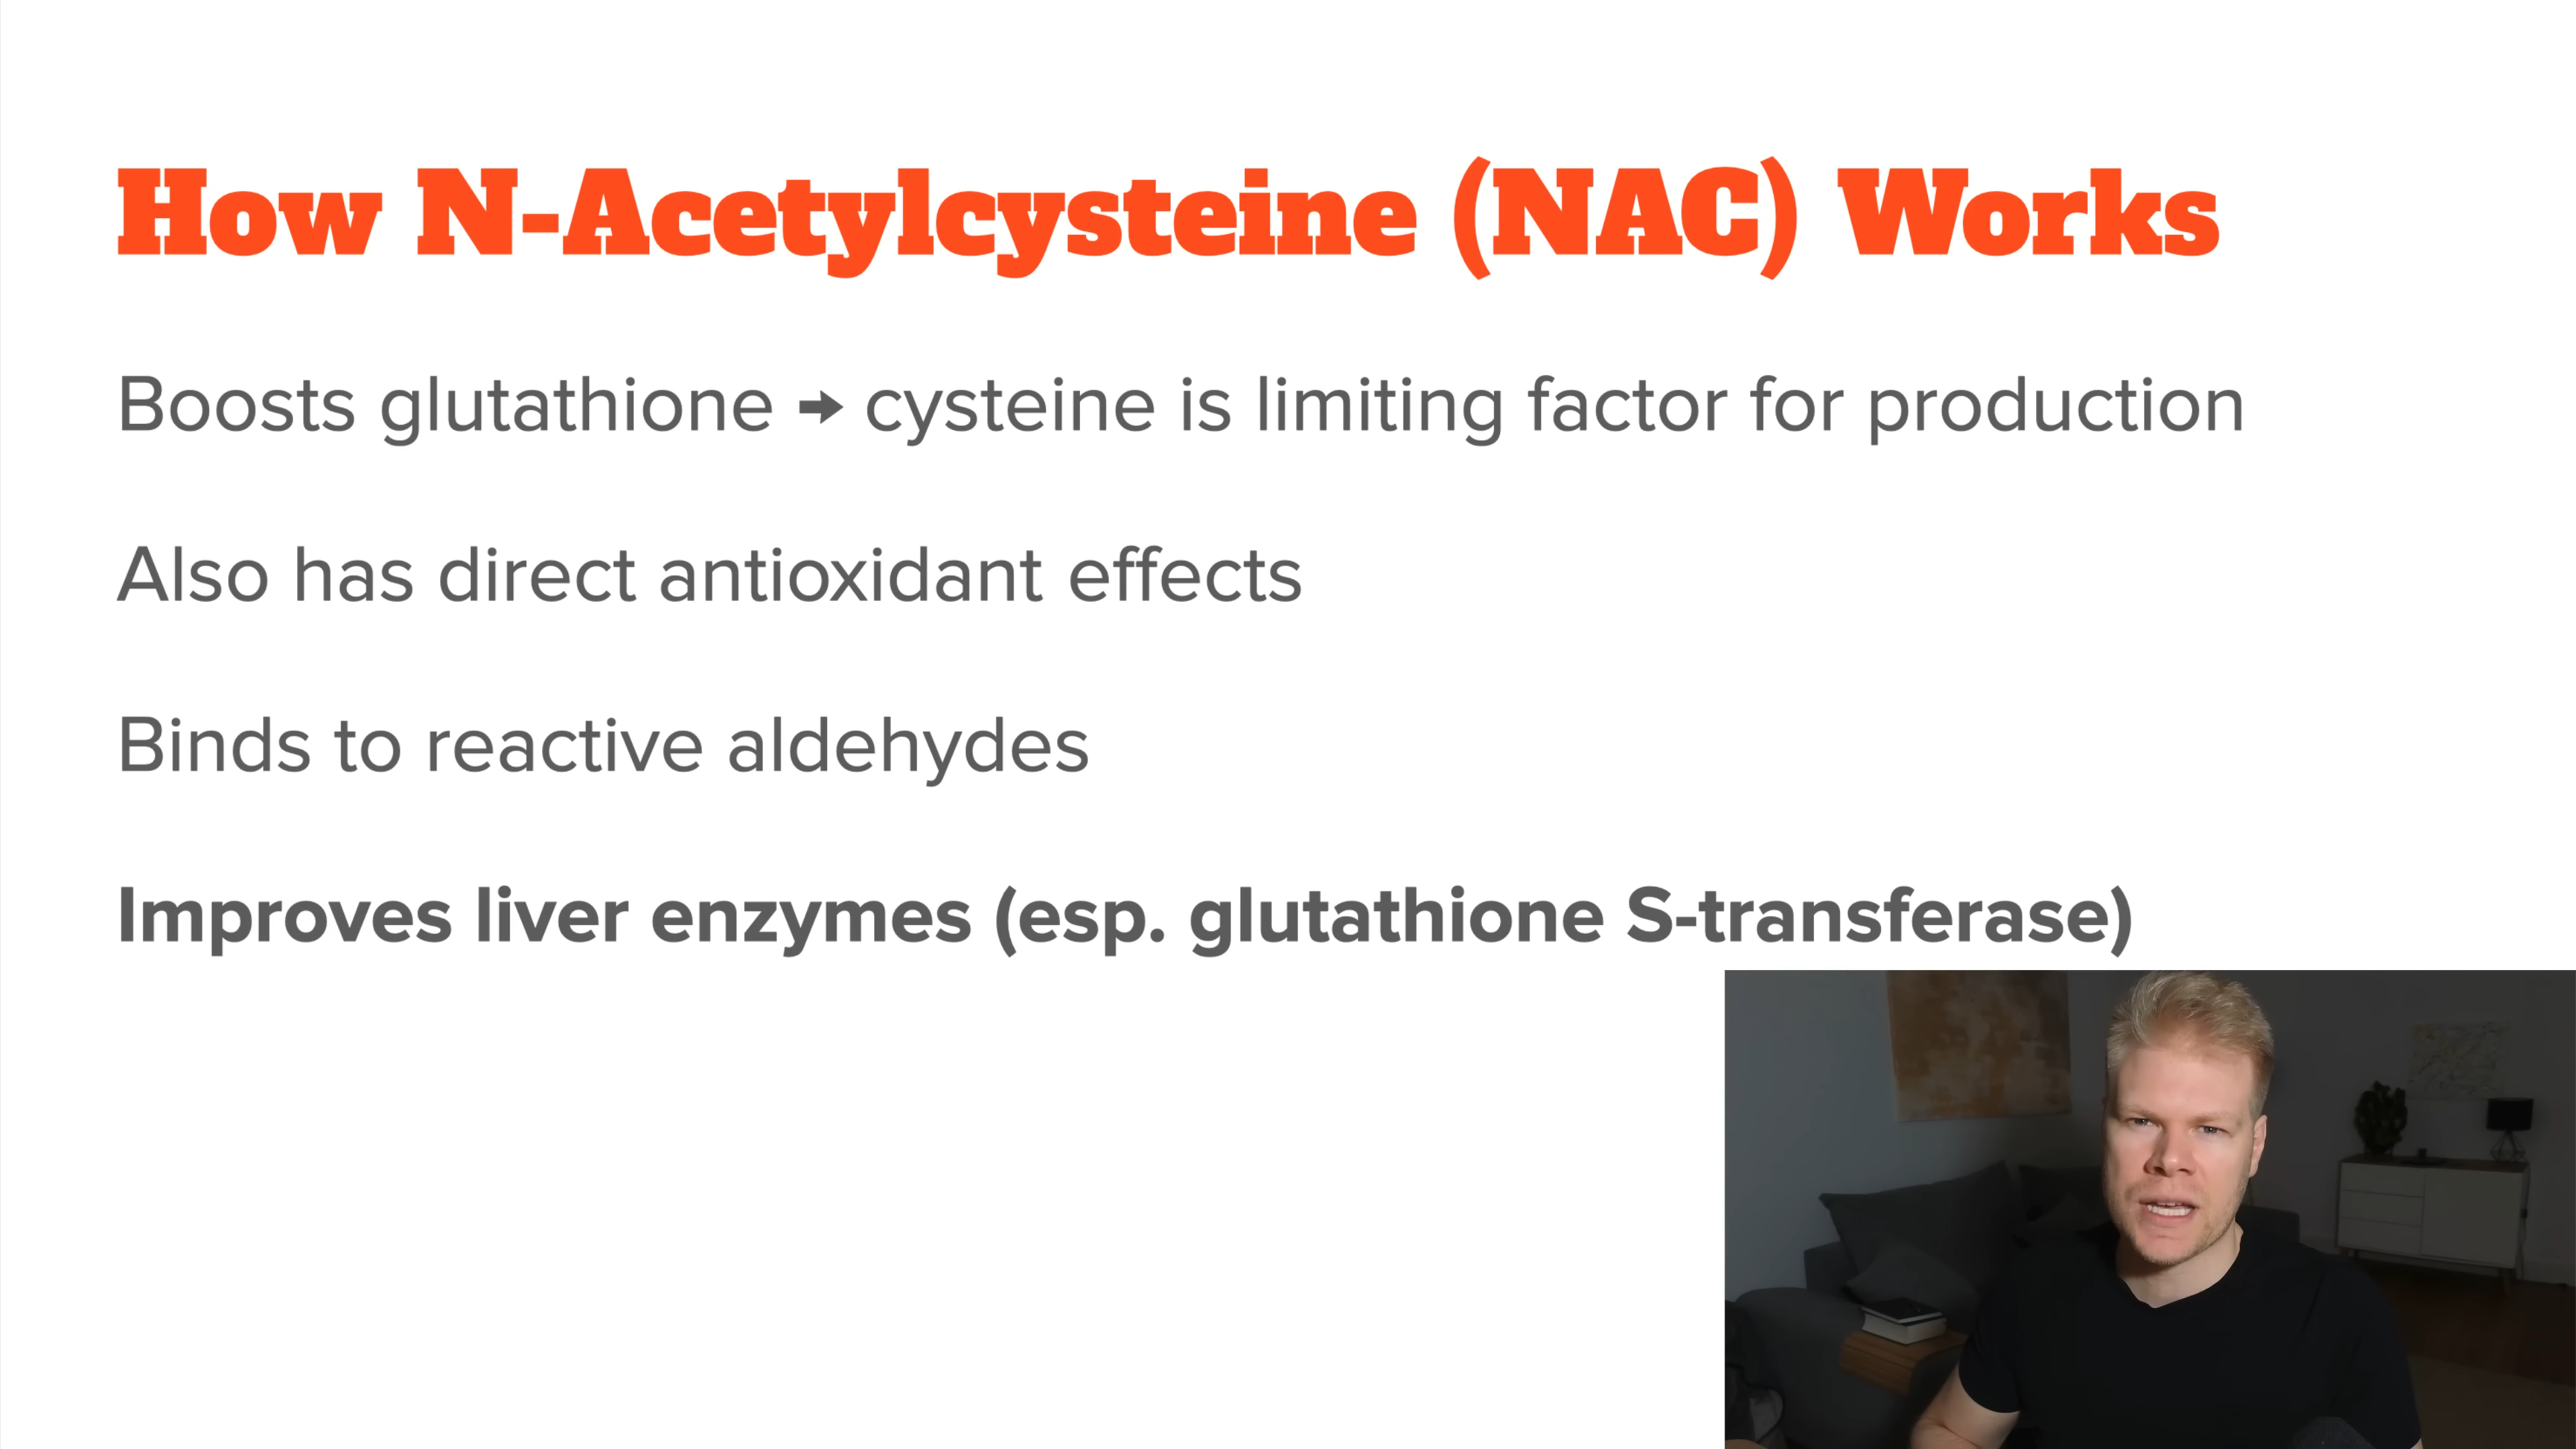 How N-Acetylcysteine (NAC) Works
Boosts glutathione → cysteine is limiting factor for production
Also has direct antioxidant effects
Binds to reactive aldehydes
Improves liver enzymes (esp. glutathione S-transferase)